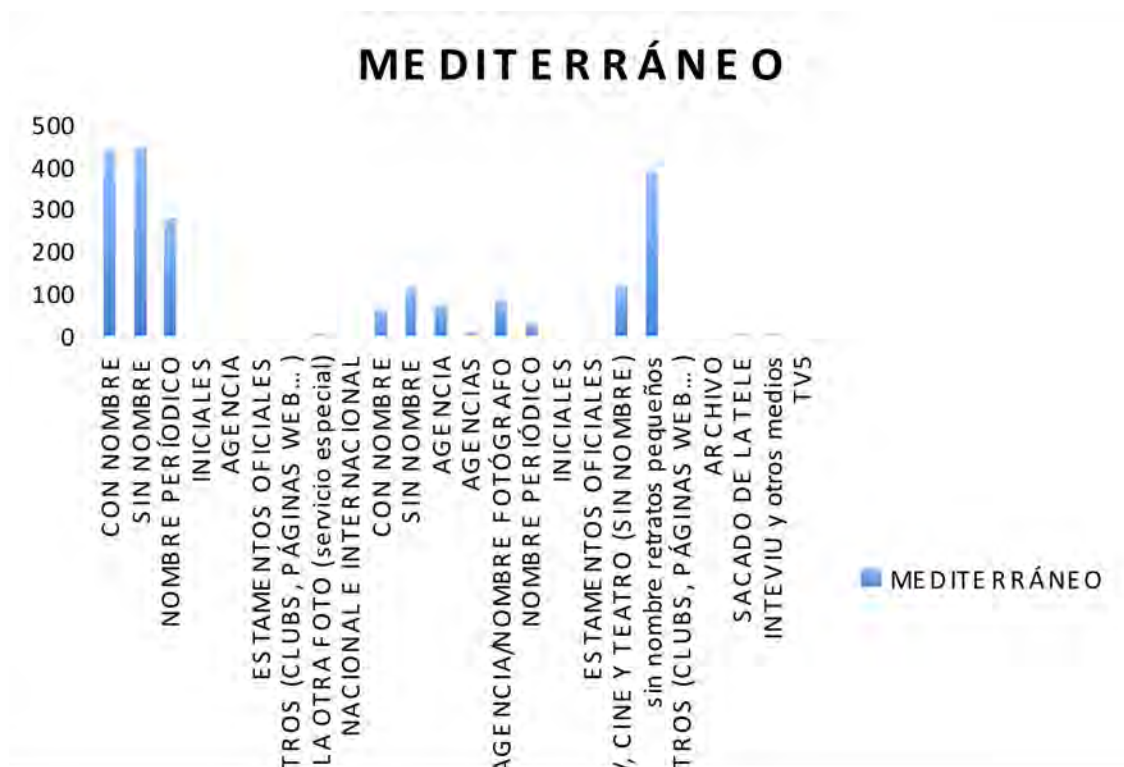 MEDITERRÁNEO
500
400
300
200
100
0
CON NOMBRE
SIN NOMBRE
NOMBRE PERÍODICO
INICIALES
AGENCIA
ESTAMENTOS OFICIALES
TROS (CLUBS, PÁGINAS WEB...)
LA OTRA FOTO (servicio especial)
NACIONAL E INTERNACIONAL
CON NOMBRE
SIN NOMBRE
AGENCIA
AGENCIAS
AGENCIA/NOMBRE FOTÓGRAFO
NOMBRE PERIÓDICO
INICIALES
ESTAMENTOS OFICIALES
, CINE Y TEATRO (SIN NOMBRE)
sin nombre retratos pequeños
TROS (CLUBS, PÁGINAS WEB...)
ARCHIVO
SACADO DE LA TELE
INTEVIU y otros medios
TV5
MEDITERRÁNEO